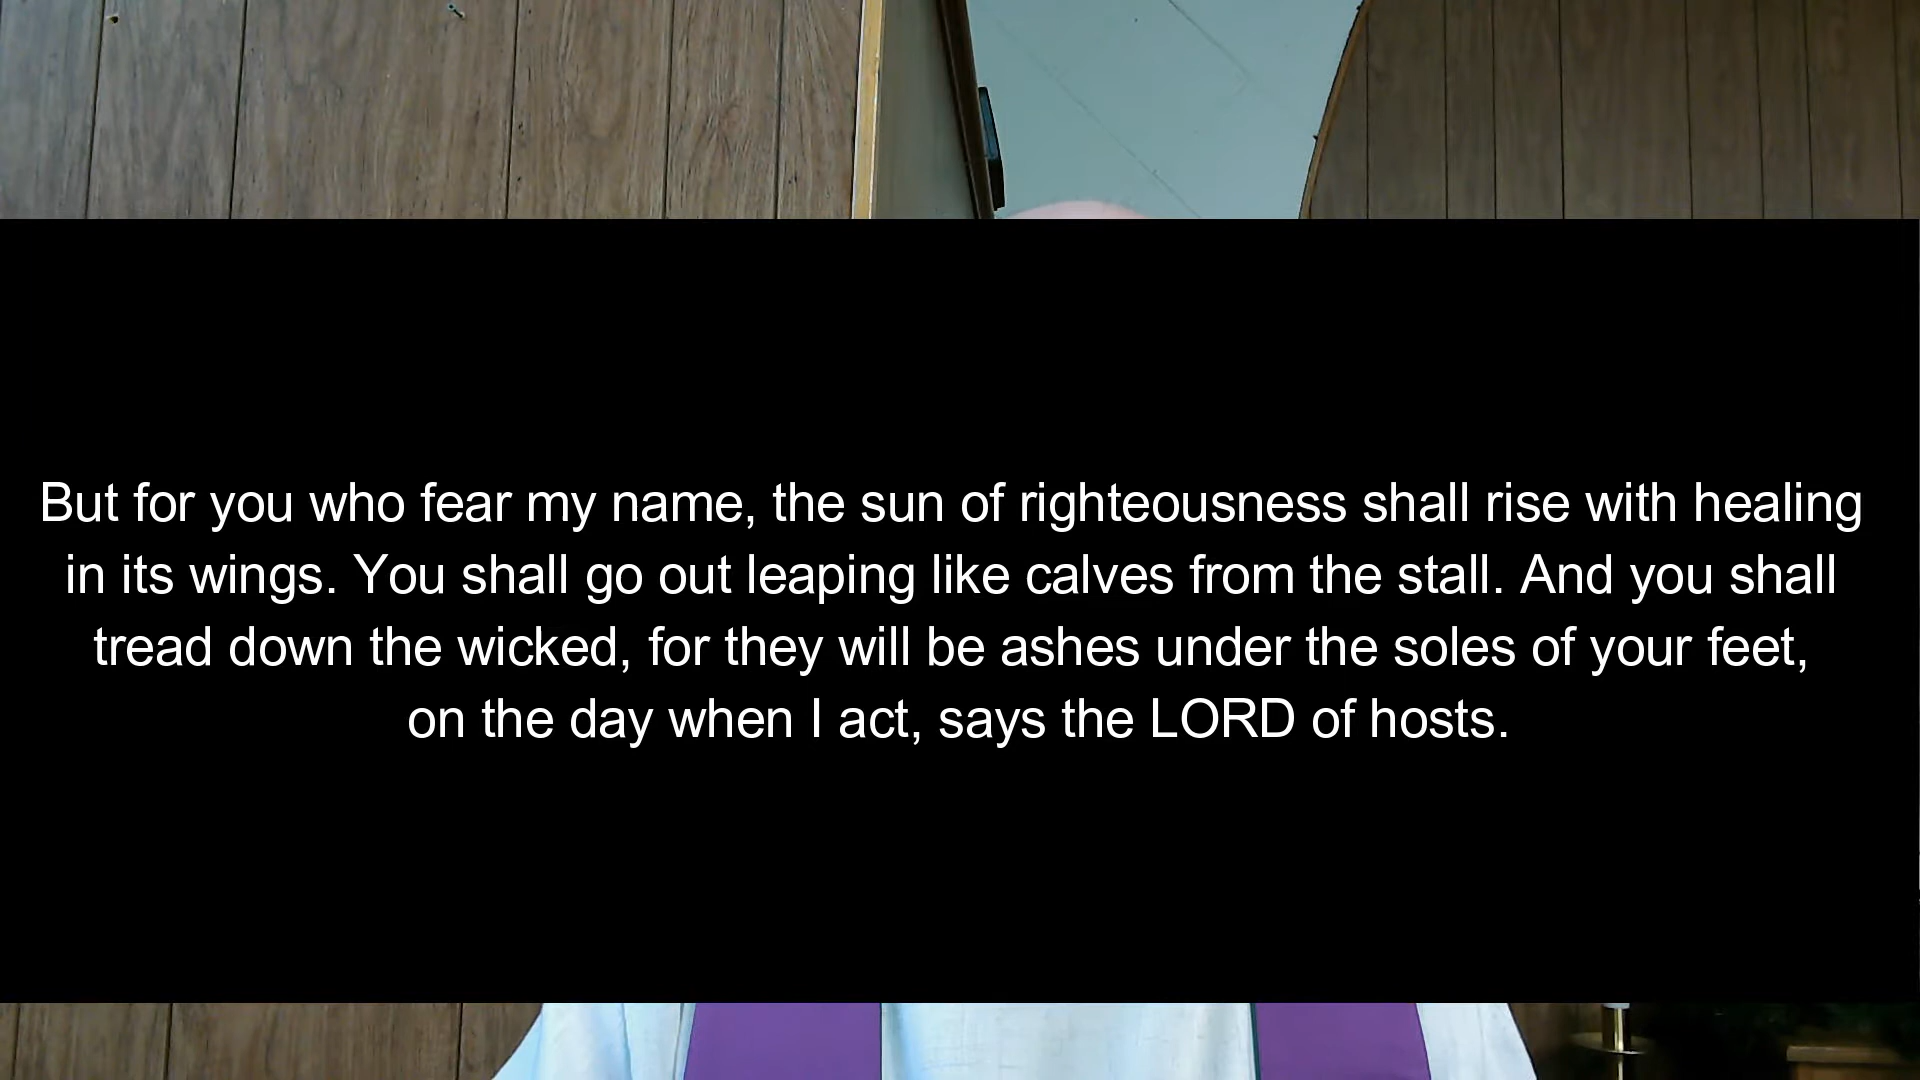 But for you who fear my name, the sun of righteousness shall rise with healing
in its wings. You shall go out leaping like calves from the stall. And you shall
tread down the wicked, for they will be ashes under the soles of your feet,
on the day when I act, says the LORD of hosts.